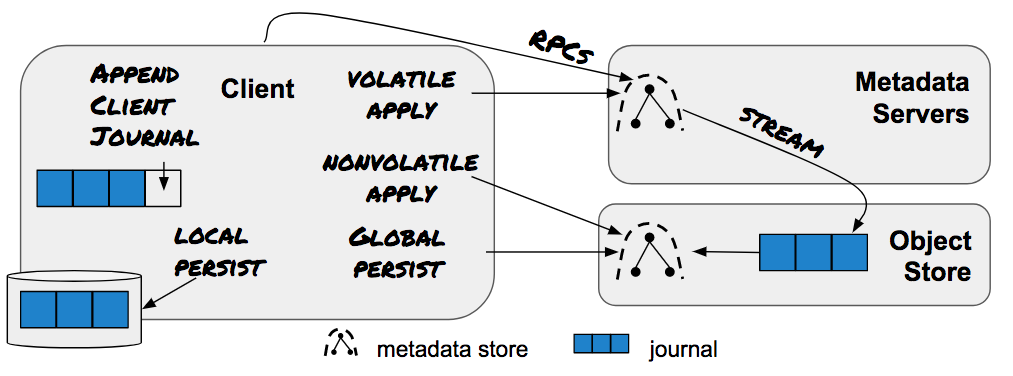 RPCs
Append
Client
Journal
Client
Volatile
Apply
Metadata
Servers
Stream
Nonvolatile
Apply
Local
Persist
Global
Persist
Object
Store
metadata store
journal